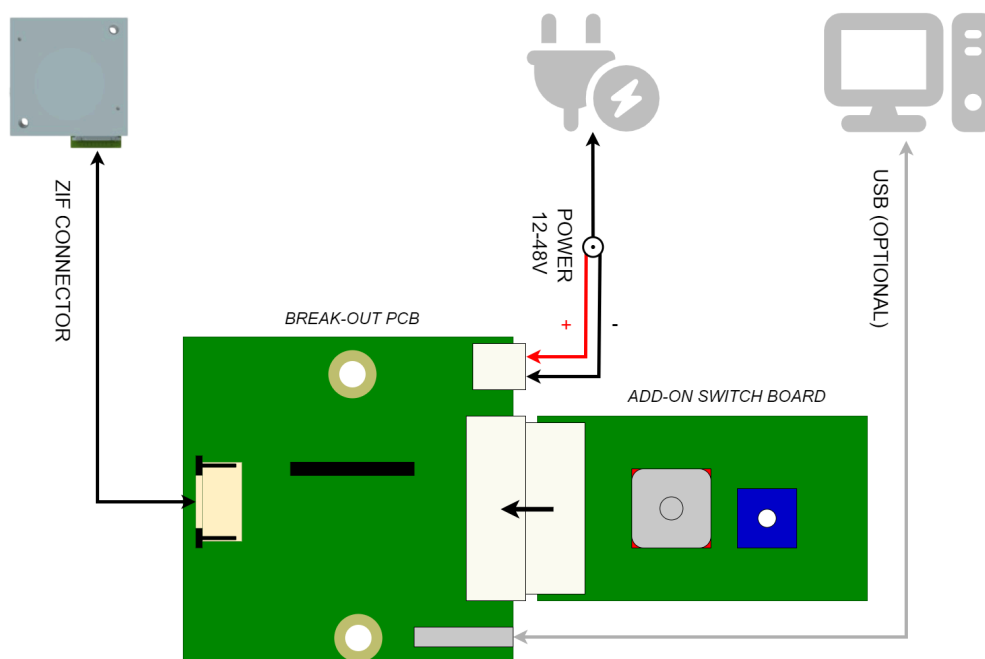 ZIF CONNECTOR
POWER
12-48V
USB (OPTIONAL)
BREAK-OUT PCB
+
-
ADD-ON SWITCH BOARD